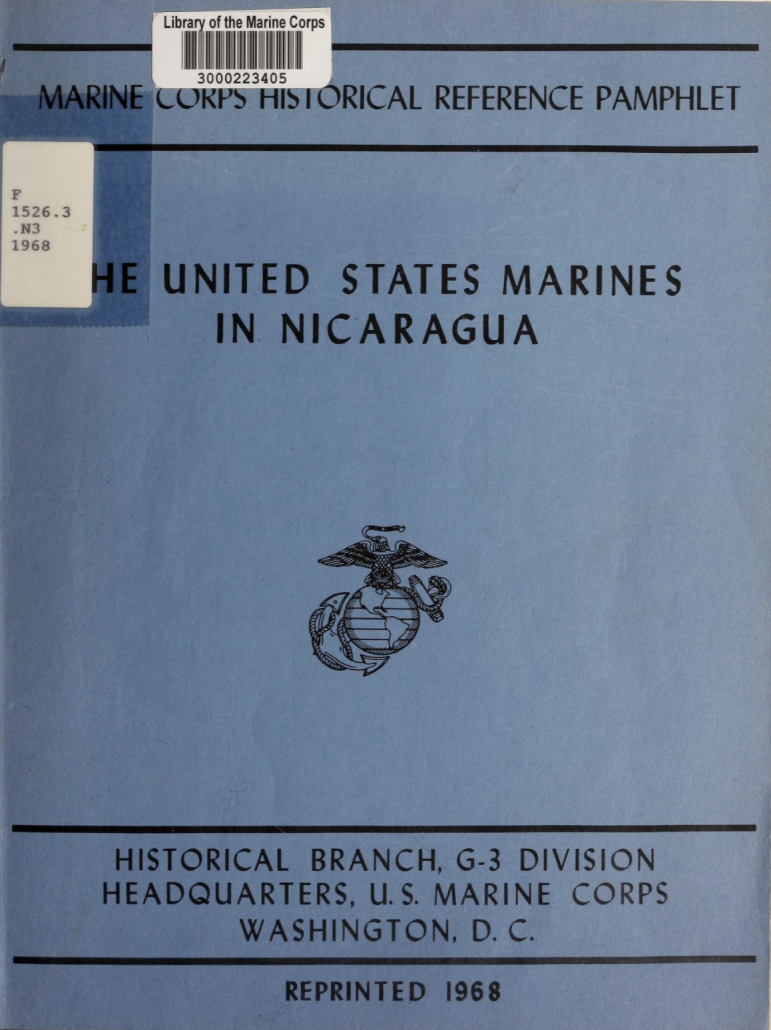 Library of the Marine Corps
3000223405
MARINE CORPS HISTORICAL REFERENCE PAMPHLET
F
1526.3
.N3
1968
HE UNITED STATES MARINES
IN NICARAGUA
HISTORICAL BRANCH, G-3 DIVISION
HEADQUARTERS, U. S. MARINE CORPS
WASHINGTON, D. C.
REPRINTED 1968